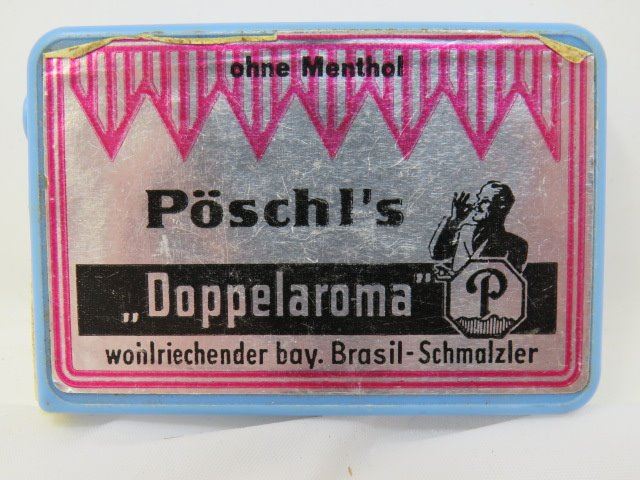 ohne Menthol
Pöschl's
„Doppelaroma"
P
wohlriechender bay. Brasil-Schmalzler